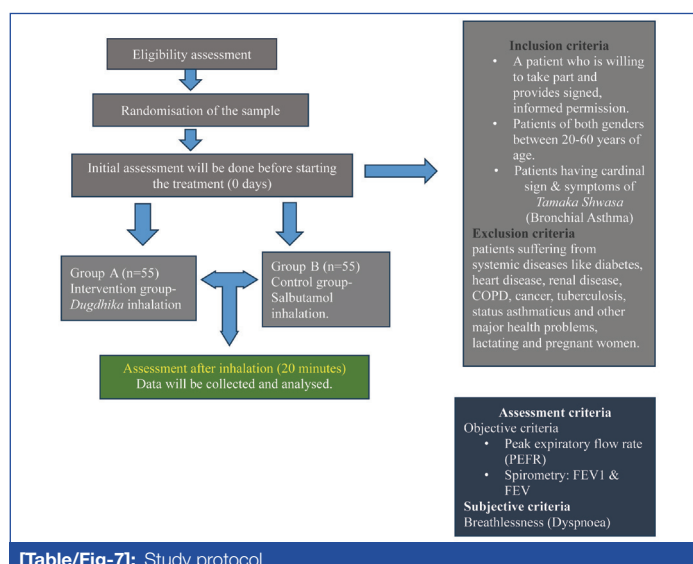 Eligibility assessment
Randomisation of the sample
Initial assessment will be done before starting
the treatment (0 days)
Group A (n=55)
Intervention group-
Dugdhika inhalation
Group B (n=55)
Control group-
Salbutamol
inhalation.
Assessment after inhalation (20 minutes)
Data will be collected and analysed.
Inclusion criteria
• A patient who is willing
to take part and
provides signed,
informed permission.
• Patients of both genders
between 20-60 years of
age.
• Patients having cardinal
sign & symptoms of
Tamaka Shwasa
(Bronchial Asthma)
Exclusion criteria
patients suffering from
systemic diseases like diabetes,
heart disease, renal disease,
COPD, cancer, tuberculosis,
status asthmaticus and other
major health problems,
lactating and pregnant women.
Assessment criteria
Objective criteria
• Peak expiratory flow rate
(PEFR)
• Spirometry: FEV1 &
FEV
Subjective criteria
Breathlessness (Dyspnoea)
[Table/Fig-7]: Study protocol